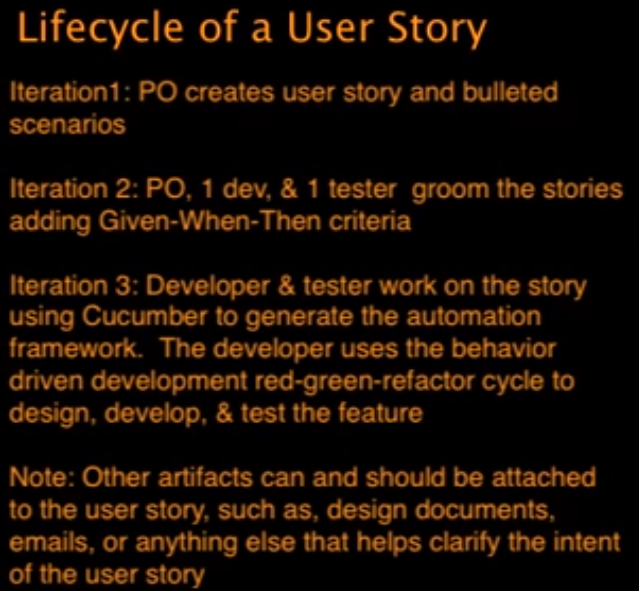 Lifecycle of a User Story
Iteration1: PO creates user story and bulleted
scenarios
Iteration 2: PO, 1 dev, & 1 tester groom the stories
adding Given-When-Then criteria
Iteration 3: Developer & tester work on the story
using Cucumber to generate the automation
framework. The developer uses the behavior
driven development red-green-refactor cycle to
design, develop, & test the feature
Note: Other artifacts can and should be attached
to the user story, such as, design documents,
emails, or anything else that helps clarify the intent
of the user story